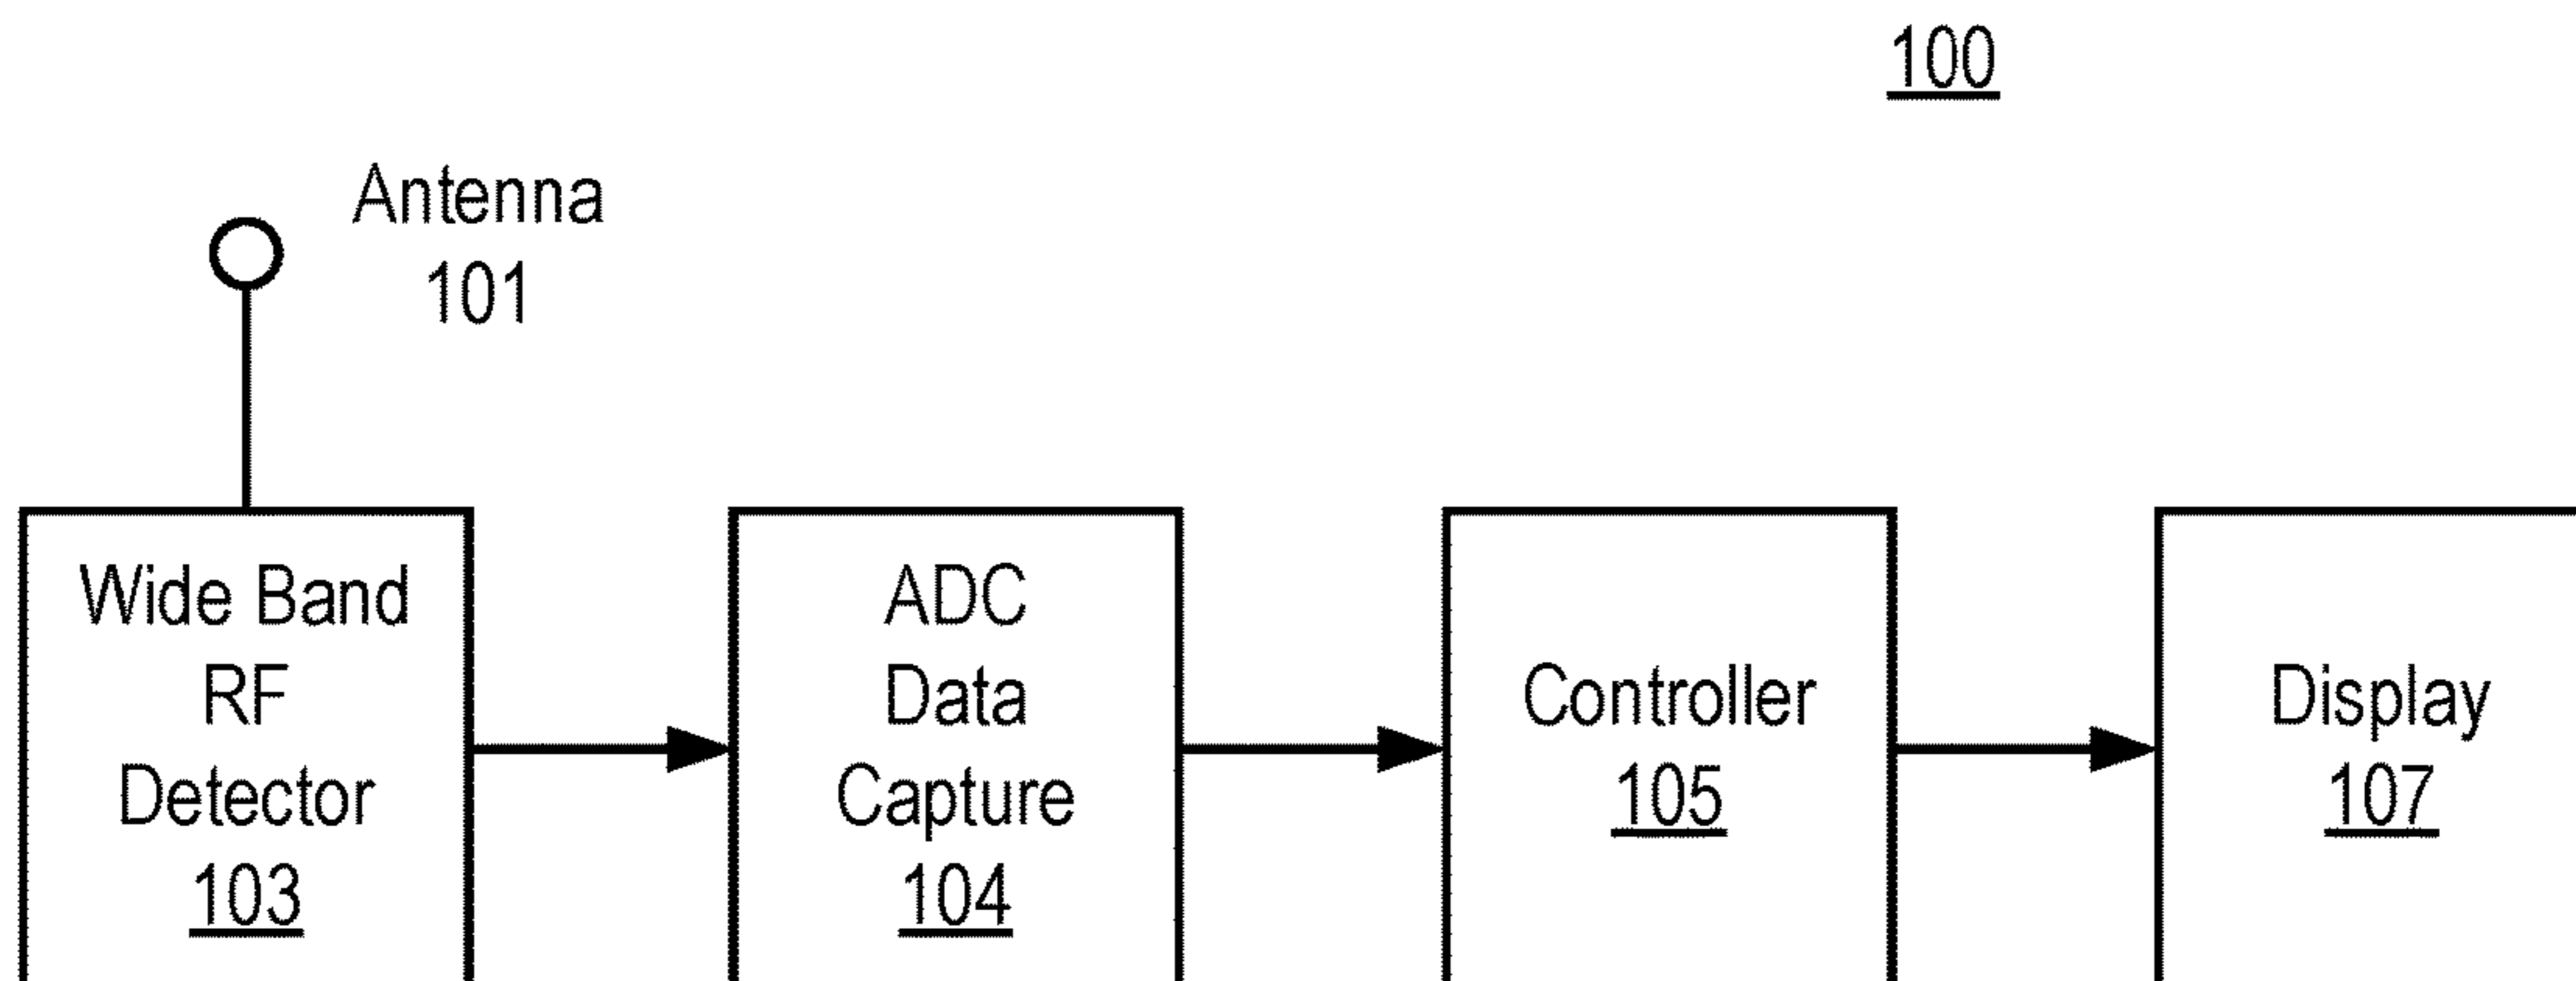 100
Antenna
101
Wide Band
RF
Detector
103
ADC
Data
Capture
104
Controller
105
Display
107